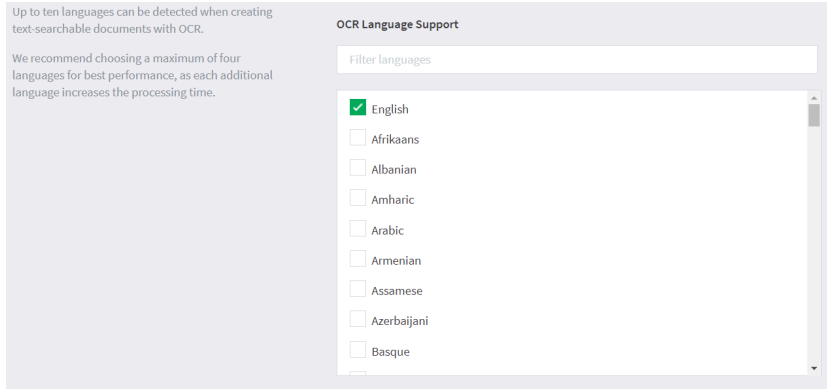 Up to ten languages can be detected when creating
text-searchable documents with OCR.
We recommend choosing a maximum of four
languages for best performance, as each additional
language increases the processing time.
OCR Language Support
Filter languages
English
Afrikaans
Albanian
Amharic
Arabic
Armenian
Assamese
Azerbaijani
Basque